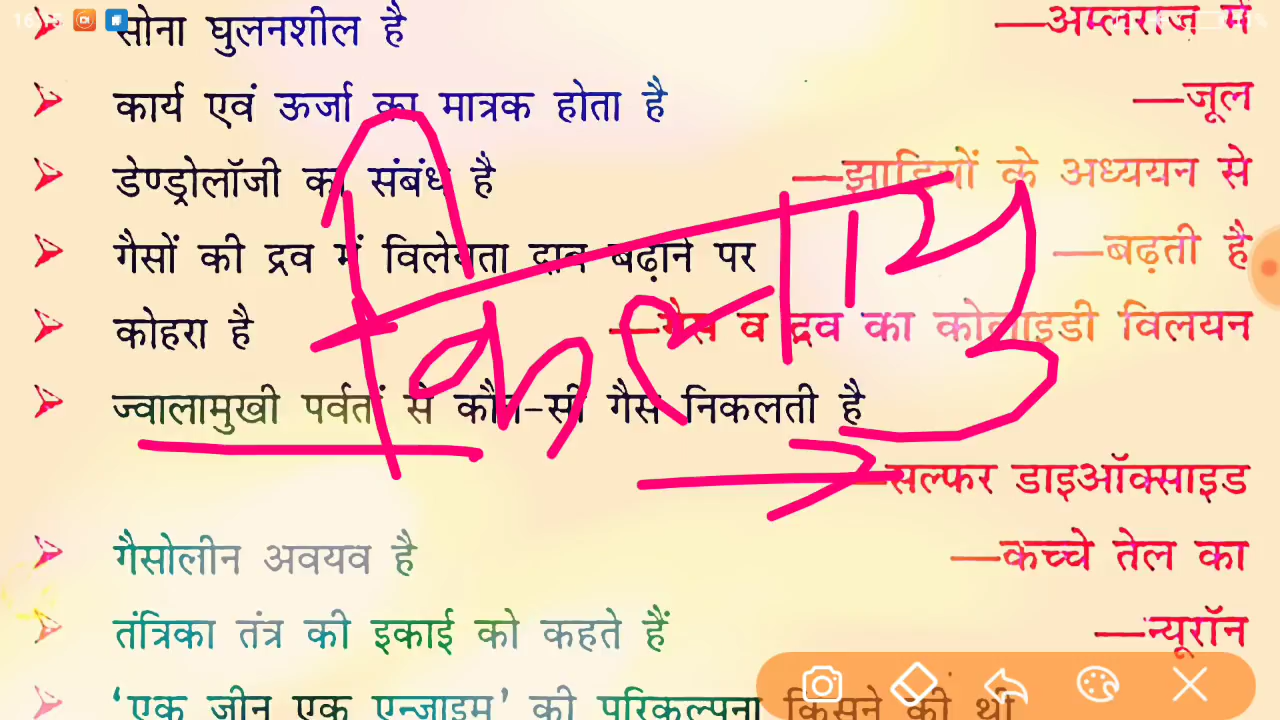 सोना घुलनशील है —अम्लराज में
कार्य एवं ऊर्जा का मात्रक होता है —जूल
डेण्ड्रोलॉजी का संबंध है —झाड़ियों के अध्ययन से
गैसों की द्रव में विलेयता दाब बढ़ाने पर —बढ़ती है
कोहरा है —गैस व द्रव का कोलाइडी विलयन
ज्वालामुखी पर्वतों से कौन-सी गैस निकलती है
—सल्फर डाइऑक्साइड
गैसोलीन अवयव है —कच्चे तेल का
तंत्रिका तंत्र की इकाई को कहते हैं —न्यूरॉन
‘एक जीन एक एन्जाइम’ की परिकल्पना किसने की थी